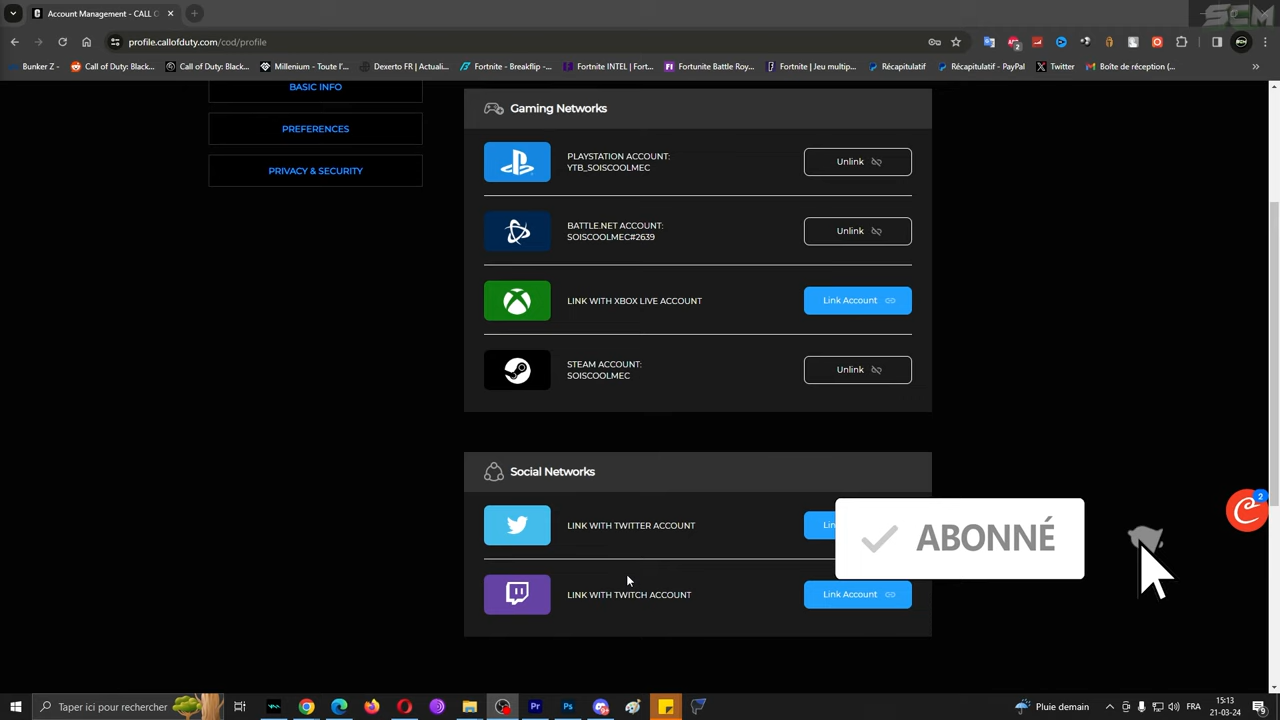 Account Management - CALL O
SCM
profile.callofduty.com/cod/profile
Bunker Z -
Call of Duty: Black...
Call of Duty: Black...
Millenium - Toute l'...
Dexerto FR | Actuali...
Fortnite - Breakflip -...
Fortnite INTEL | Fort...
Fortnite Battle Roy...
Fortnite | Jeu multip...
Récapitulatif
Récapitulatif - PayPal
Twitter
Boîte de réception (...
BASIC INFO
PREFERENCES
PRIVACY & SECURITY
Gaming Networks
PLAYSTATION ACCOUNT:
YTB_SOISCOOLMEC
Unlink
BATTLE.NET ACCOUNT:
SOISCOOLMEC#2639
Unlink
LINK WITH XBOX LIVE ACCOUNT
Link Account
STEAM ACCOUNT:
SOISCOOLMEC
Unlink
Social Networks
LINK WITH TWITTER ACCOUNT
Lin
ABONNÉ
2
LINK WITH TWITCH ACCOUNT
Link Account
Taper ici pour rechercher
Pluie demain
FRA
15:13
21-03-24